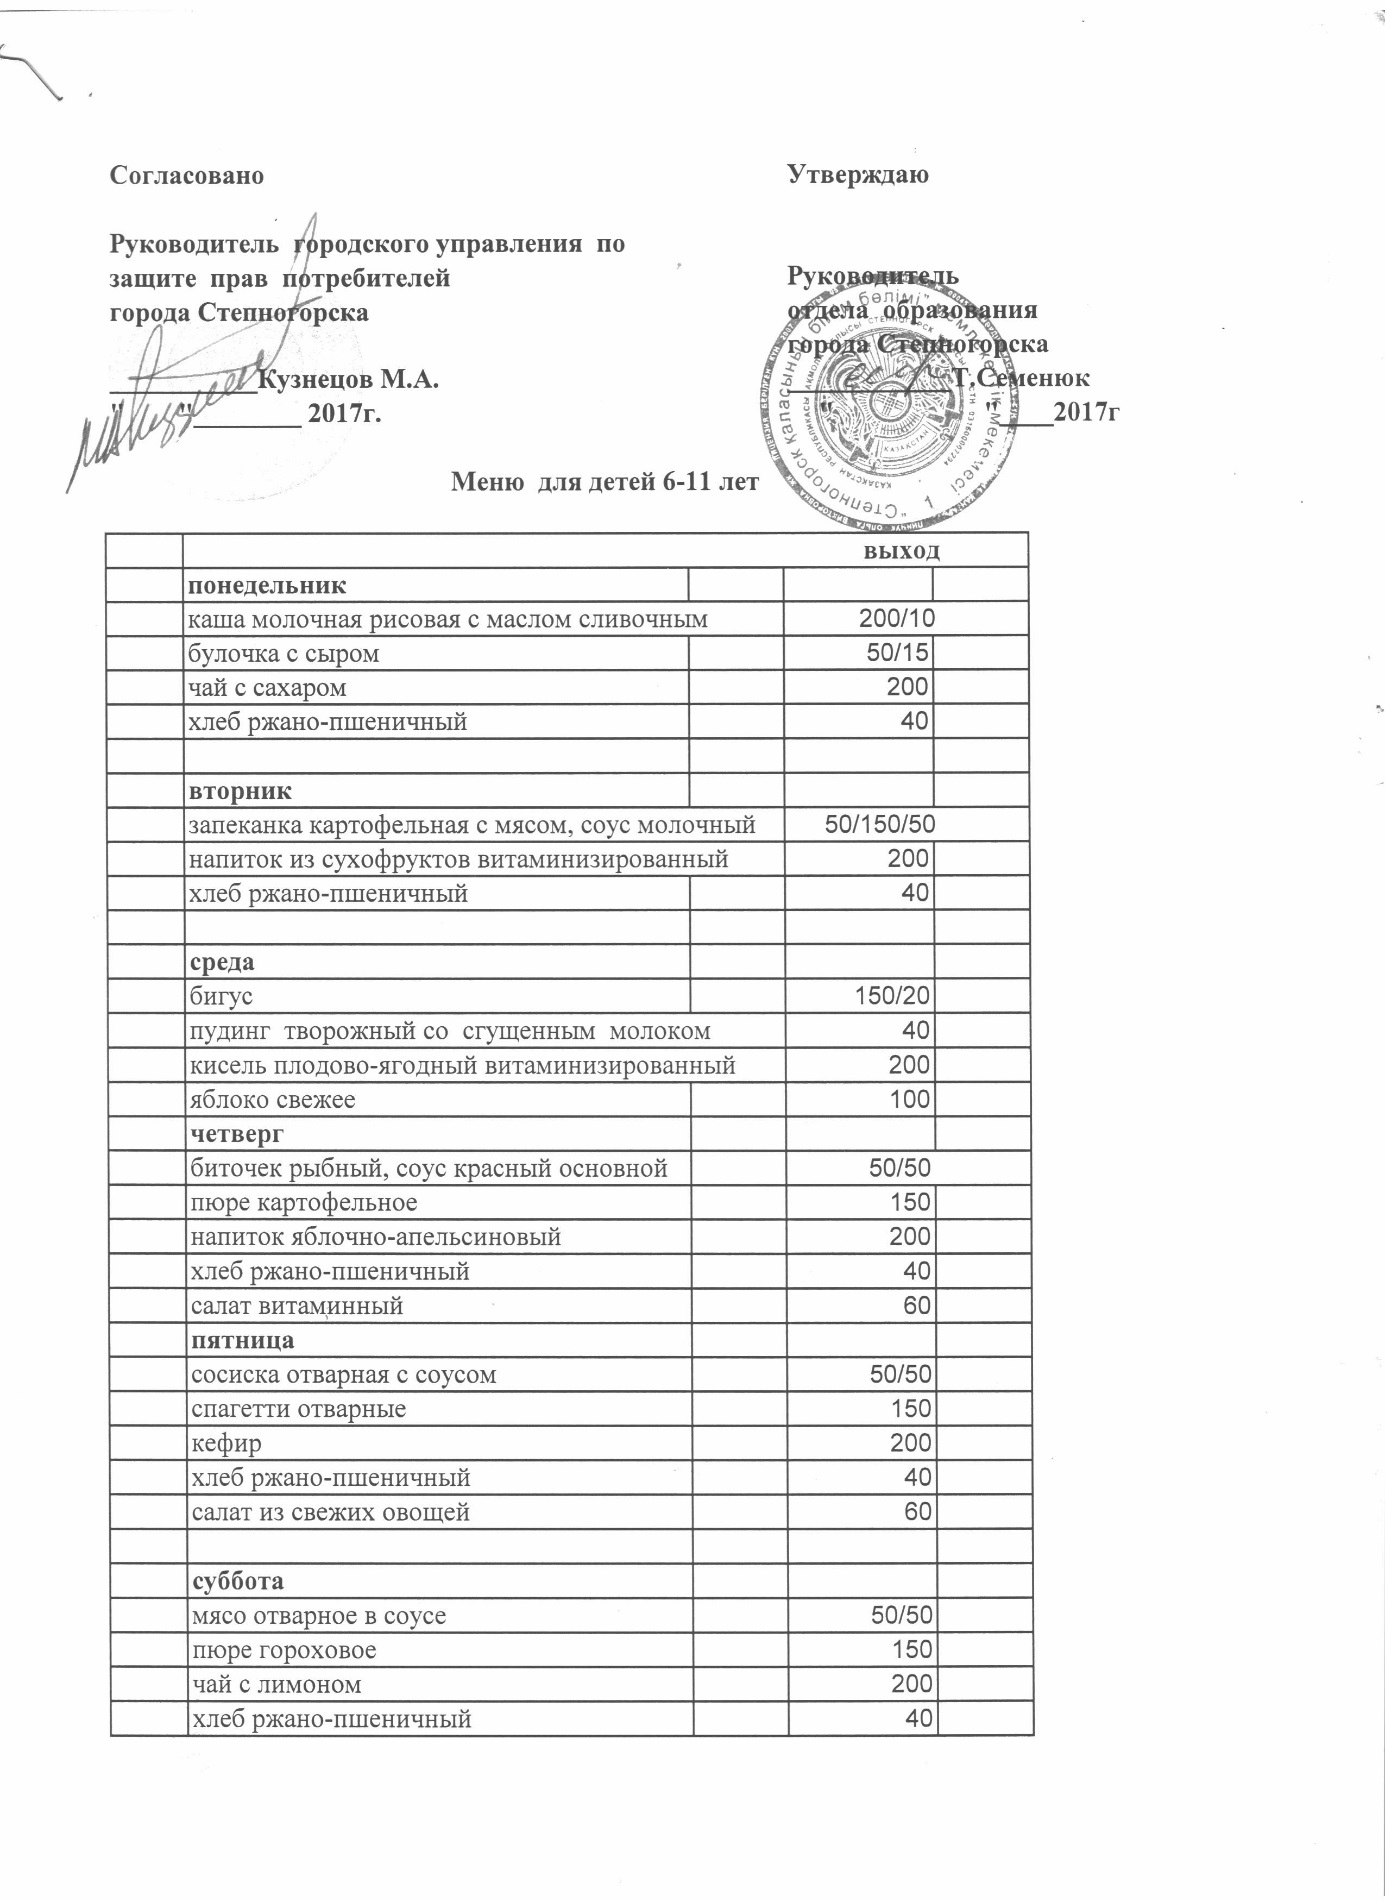 Согласовано
Утверждаю
Руководитель городского управления по
защите прав потребителей
города Степногорска
___________Кузнецов М.А.
"____"________ 2017г.
Руководитель
отдела образования
города Степногорска
____________Т.Семенюк
"____________"____2017г
Меню для детей 6-11 лет
выход
понедельник
каша молочная рисовая с маслом сливочным 200/10
булочка с сыром 50/15
чай с сахаром 200
хлеб ржано-пшеничный 40
вторник
запеканка картофельная с мясом, соус молочный 50/150/50
напиток из сухофруктов витаминизированный 200
хлеб ржано-пшеничный 40
среда
бигус 150/20
пудинг творожный со сгущенным молоком 40
кисель плодово-ягодный витаминизированный 200
яблоко свежее 100
четверг
биточек рыбный, соус красный основной 50/50
пюре картофельное 150
напиток яблочно-апельсиновый 200
хлеб ржано-пшеничный 40
салат витаминный 60
пятница
сосиска отварная с соусом 50/50
спагетти отварные 150
кефир 200
хлеб ржано-пшеничный 40
салат из свежих овощей 60
суббота
мясо отварное в соусе 50/50
пюре гороховое 150
чай с лимоном 200
хлеб ржано-пшеничный 40